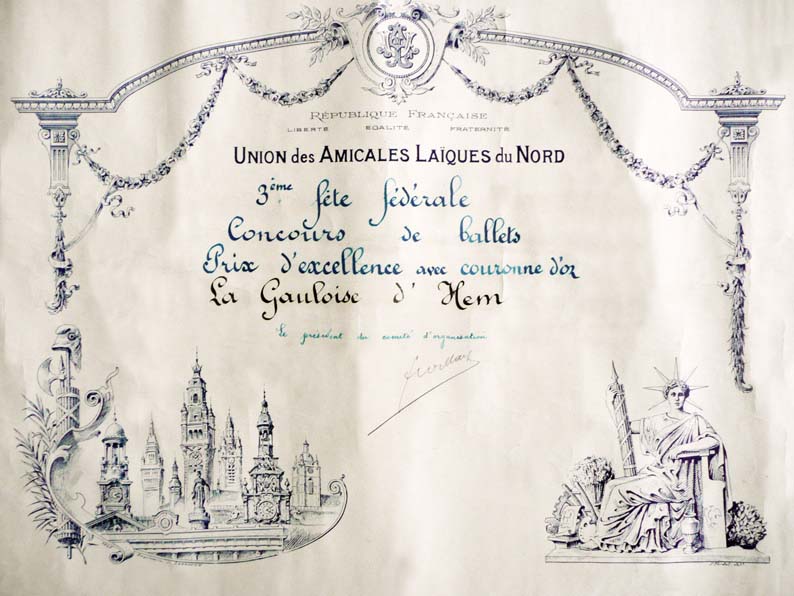 République Française
LIBERTÉ EGALITÉ FRATERNITÉ
UNION des AMICALES LAÏQUES du NORD
3ème fête fédérale
Concours de ballets
Prix d'excellence avec couronne d'or
La Gauloise d'Hem
Le président du comité d'organisation